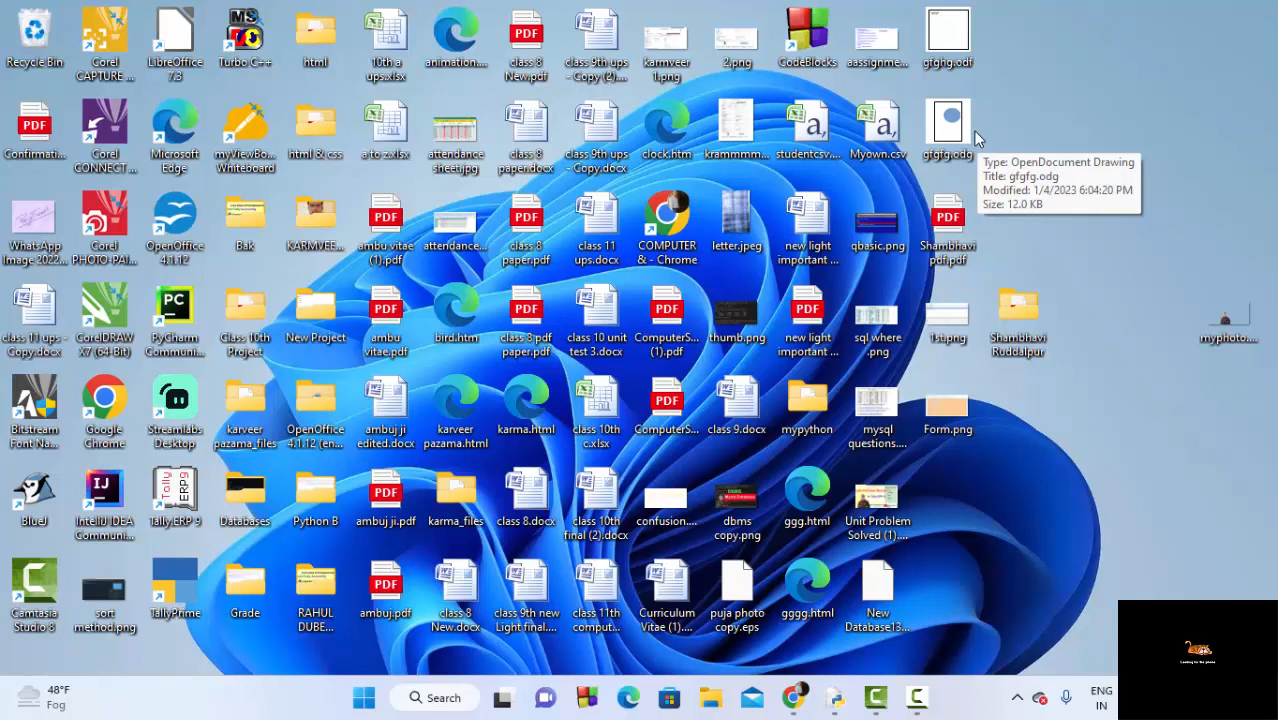 Recycle Bin
Corel
CAPTURE ...
LibreOffice
7.3
Turbo C++
html
10th a
ups.xlsx
animation....
class 8
New.pdf
class 9th ups
- Copy (2)....
karmveer
1.png
2.png
CodeBlocks
aassignme...
gfghg.odf
Confirmati...
Corel
CONNECT ...
Microsoft
Edge
myViewBo...
Whiteboard
html & css
a to z.xlsx
attendance
sheet.jpg
class 8
paper.docx
class 9th ups
- Copy.docx
clock.htm
krammmm...
studentcsv....
Myown.csv
gfgfg.odg
Type: OpenDocument Drawing
Title: gfgfg.odg
Modified: 1/4/2023 6:04:20 PM
Size: 12.0 KB
WhatsApp
Image 2022...
Corel
PHOTO-PAI...
OpenOffice
4.1.12
Bak
KARMVEE...
ambu vitae
(1).pdf
attendance...
class 8
paper.pdf
class 11
ups.docx
COMPUTER
& - Chrome
letter.jpeg
new light
important ...
qbasic.png
Shambhavi
pdf.pdf
class 11 ups -
Copy.docx
CorelDRAW
X7 (64-Bit)
PyCharm
Communi...
Class 10th
Project
New Project
ambu
vitae.pdf
bird.htm
class 8 pdf
paper.pdf
class 10 unit
test 3.docx
ComputerS...
(1).pdf
thumb.png
new light
important ...
sql where
.png
1st.png
Shambhavi
Ruddalpur
myphoto....
Bitstream
Font Na...
Google
Chrome
Streamlabs
Desktop
karveer
pazama_files
OpenOffice
4.1.12 (en...
ambuj ji
edited.docx
karveer
pazama.html
karma.html
class 10th
c.xlsx
ComputerS...
class 9.docx
mypython
mysql
questions....
Form.png
BlueJ
IntelliJ IDEA
Communi...
Tally.ERP 9
Databases
Python B
ambuj ji.pdf
karma_files
class 8.docx
class 10th
final (2).docx
confusion....
dbms
copy.png
ggg.html
Unit Problem
Solved (1)....
Camtasia
Studio 8
sort
method.png
TallyPrime
Grade
RAHUL
DUBE...
ambuj.pdf
class 8
New.docx
class 9th new
Light final....
class 11th
comput...
Curriculum
Vitae (1)....
puja photo
copy.eps
gggg.html
New
Database13...
48°F
Fog
Search
ENG
IN
Looking for the phone